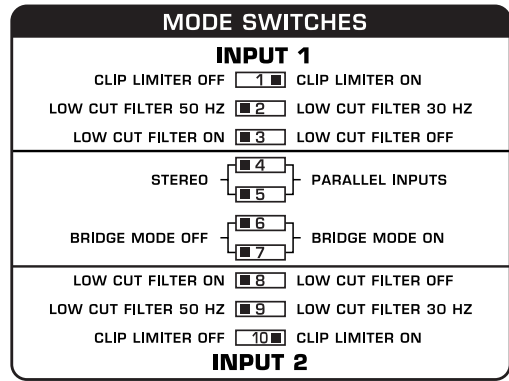 MODE SWITCHES
INPUT 1
CLIP LIMITER OFF 1 CLIP LIMITER ON
LOW CUT FILTER 50 HZ 2 LOW CUT FILTER 30 HZ
LOW CUT FILTER ON 3 LOW CUT FILTER OFF
4
STEREO PARALLEL INPUTS
5
6
BRIDGE MODE OFF BRIDGE MODE ON
7
LOW CUT FILTER ON 8 LOW CUT FILTER OFF
LOW CUT FILTER 50 HZ 9 LOW CUT FILTER 30 HZ
CLIP LIMITER OFF 10 CLIP LIMITER ON
INPUT 2